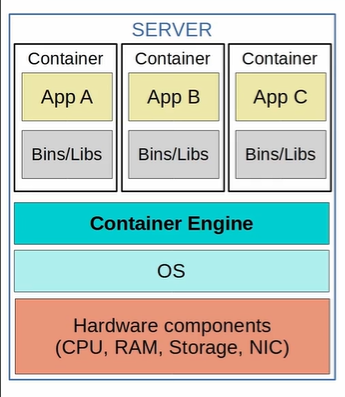 SERVER
Container Container Container
App A App B App C
Bins/Libs Bins/Libs Bins/Libs
Container Engine
OS
Hardware components
(CPU, RAM, Storage, NIC)